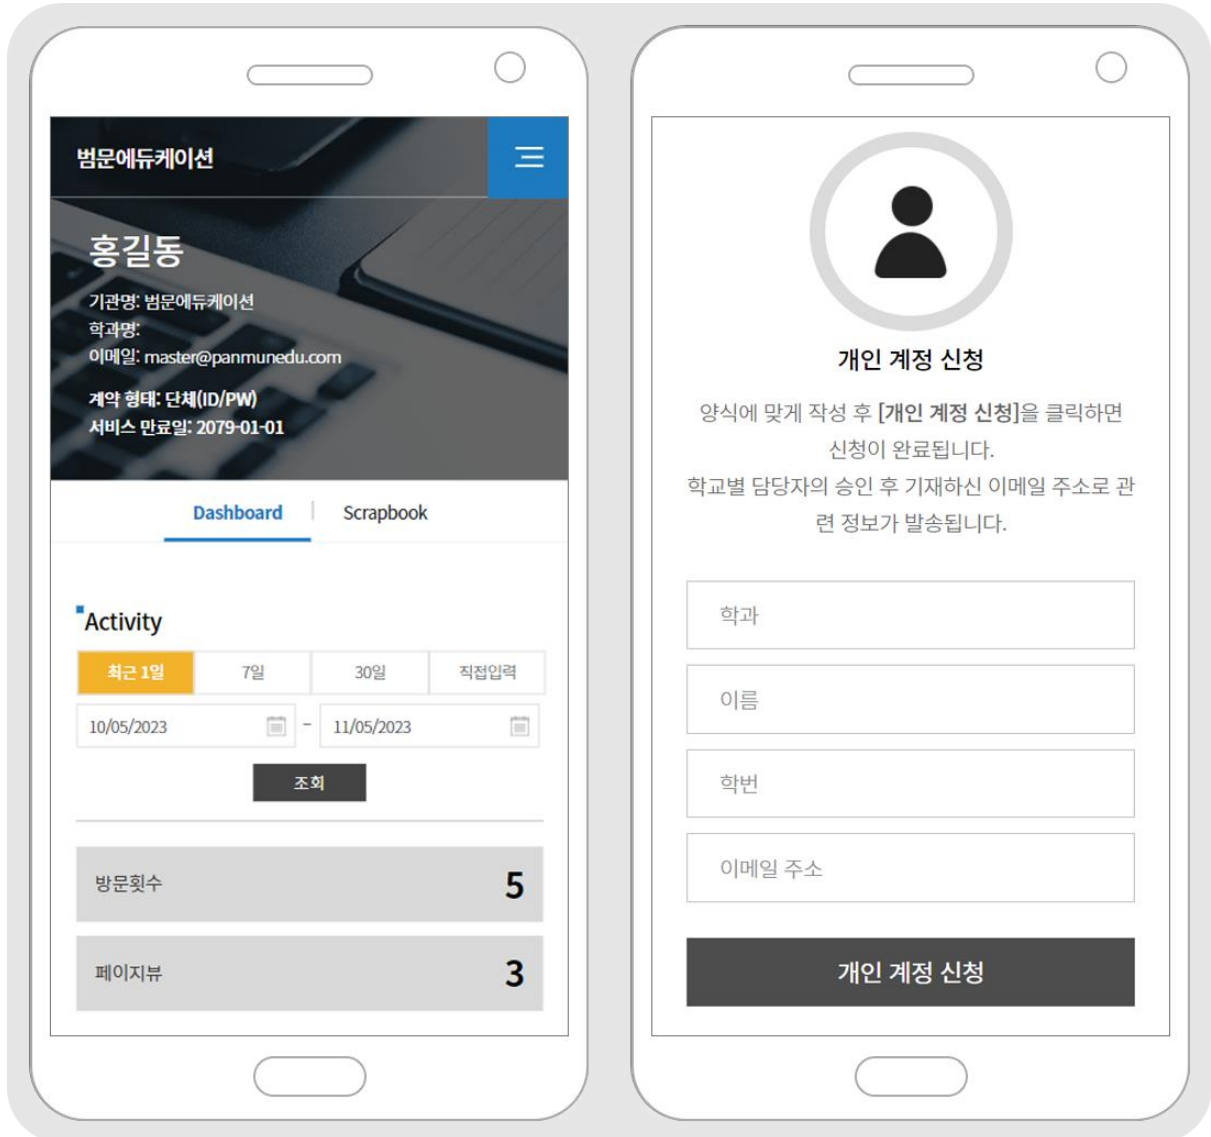 범문에듀케이션
홍길동
기관명: 범문에듀케이션
학과명:
이메일: master@panmunedu.com
계약 형태: 단체(ID/PW)
서비스 만료일: 2079-01-01
Dashboard | Scrapbook
Activity
최근 1일 7일 30일 직접입력
10/05/2023 - 11/05/2023
조회
방문횟수 5
페이지뷰 3
개인 계정 신청
양식에 맞게 작성 후 [개인 계정 신청]을 클릭하면
신청이 완료됩니다.
학교별 담당자의 승인 후 기재하신 이메일 주소로 관
련 정보가 발송됩니다.
학과
이름
학번
이메일 주소
개인 계정 신청